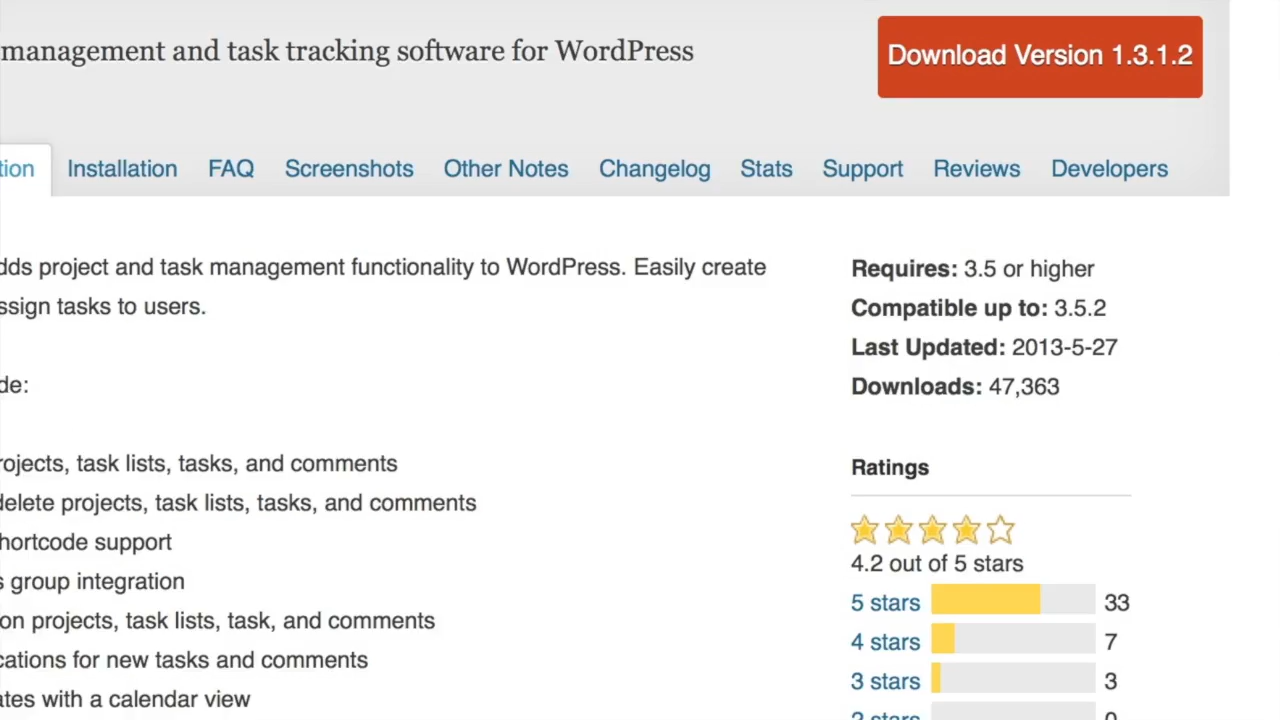 management and task tracking software for WordPress
Download Version 1.3.1.2
tion Installation FAQ Screenshots Other Notes Changelog Stats Support Reviews Developers
dds project and task management functionality to WordPress. Easily create
ssign tasks to users.
de:
rojects, task lists, tasks, and comments
delete projects, task lists, tasks, and comments
hortcode support
s group integration
on projects, task lists, task, and comments
cations for new tasks and comments
ates with a calendar view
Requires: 3.5 or higher
Compatible up to: 3.5.2
Last Updated: 2013-5-27
Downloads: 47,363
Ratings
4.2 out of 5 stars
5 stars 33
4 stars 7
3 stars 3
2 stars 0